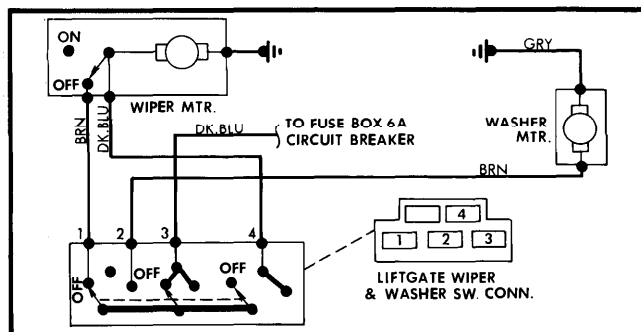 ON
OFF
WIPER MTR.
BRN
DK.BLU
DK.BLU
TO FUSE BOX 6A
CIRCUIT BREAKER
GRY
WASHER
MTR.
BRN
1 2 3 4
OFF OFF OFF
4
1 2 3
LIFTGATE WIPER
& WASHER SW. CONN.